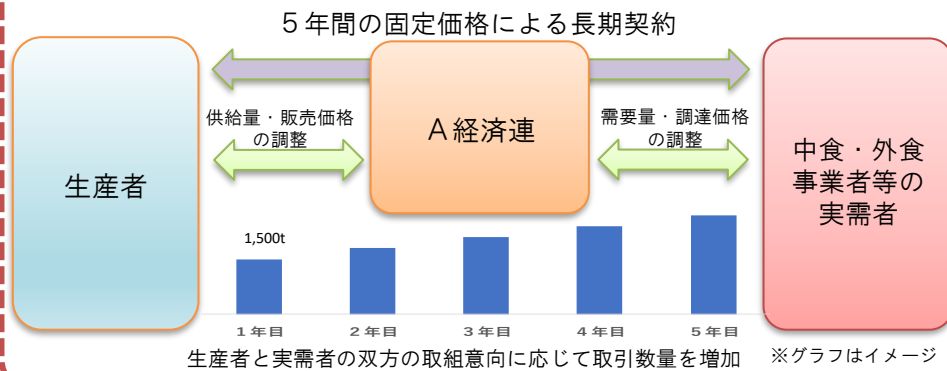 ５年間の固定価格による長期契約
生産者
供給量・販売価格
の調整
Ａ経済連
需要量・調達価格
の調整
中食・外食
事業者等の
実需者
1,500t
１年目
２年目
３年目
４年目
５年目
生産者と実需者の双方の取組意向に応じて取引数量を増加
※グラフはイメージ